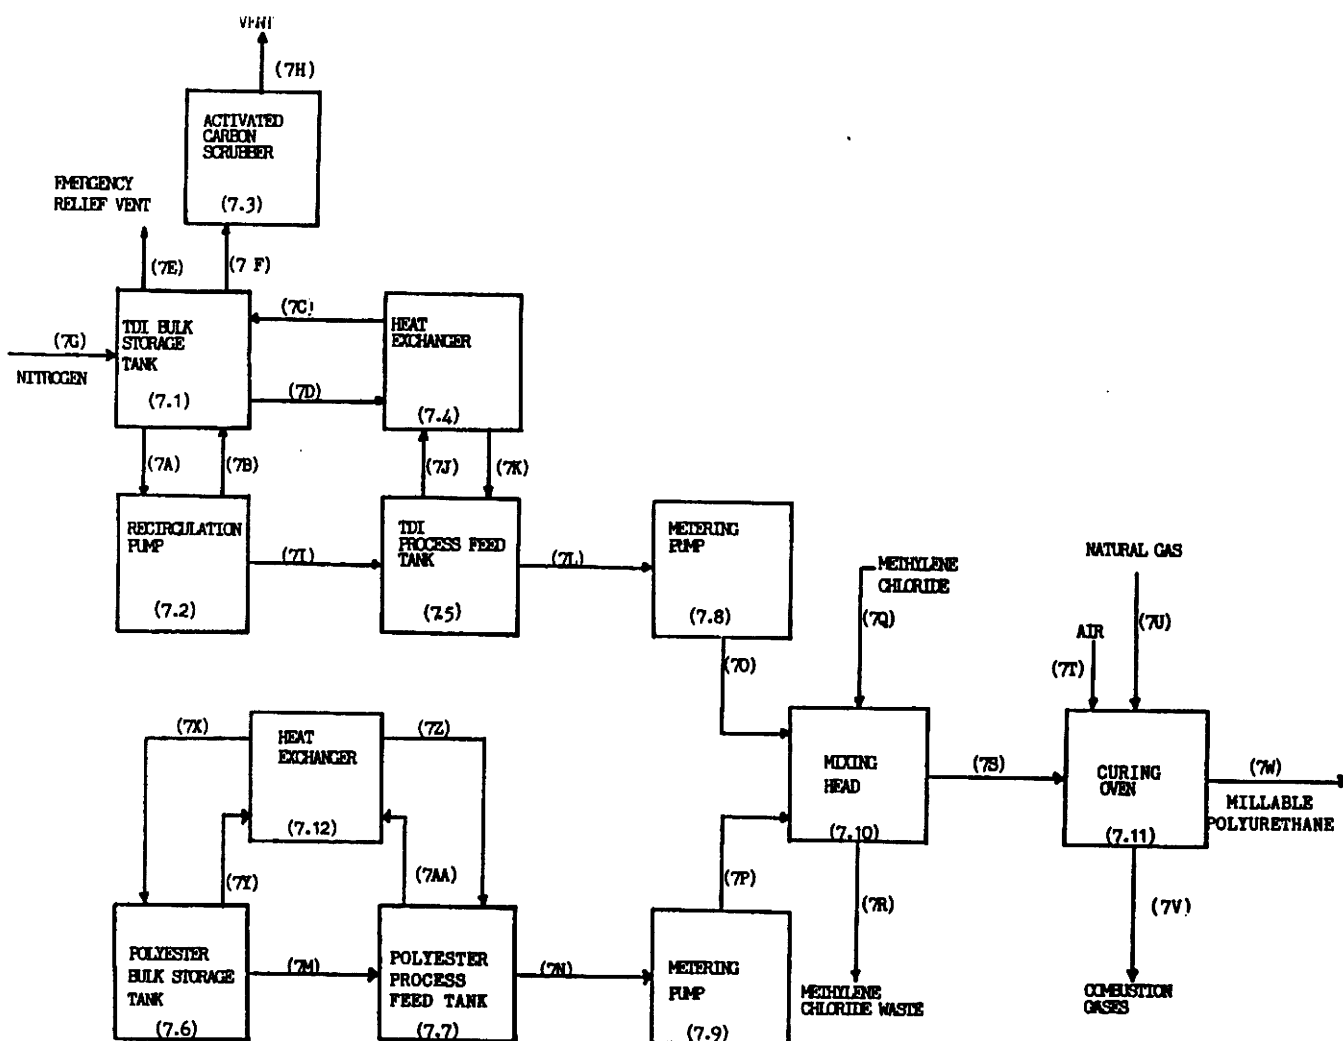 VENT
(7H)
ACTIVATED
CARBON
SCRUBBER
(7.3)
EMERGENCY
RELIEF VENT
(7E)
(7 F)
(7G)
NITROGEN
TDI BULK
STORAGE
TANK
(7.1)
(7C)
(7D)
HEAT
EXCHANGER
(7.4)
(7A)
(7B)
(7J)
(7K)
RECIRCULATION
PUMP
(7.2)
(7I)
TDI
PROCESS FEED
TANK
(7.5)
(7L)
METERING
PUMP
(7.8)
(7O)
METHYLENE
CHLORIDE
(7Q)
NATURAL GAS
(7U)
AIR
(7T)
(7X)
HEAT
EXCHANGER
(7.12)
(7Z)
(7Y)
(7AA)
MIXING
HEAD
(7.10)
(7S)
CURING
OVEN
(7.11)
(7W)
MILLABLE
POLYURETHANE
(7P)
(7R)
(7V)
POLYESTER
BULK STORAGE
TANK
(7.6)
(7M)
POLYESTER
PROCESS
FEED TANK
(7.7)
(7N)
METERING
PUMP
(7.9)
METHYLENE
CHLORIDE WASTE
COMBUSTION
GASES